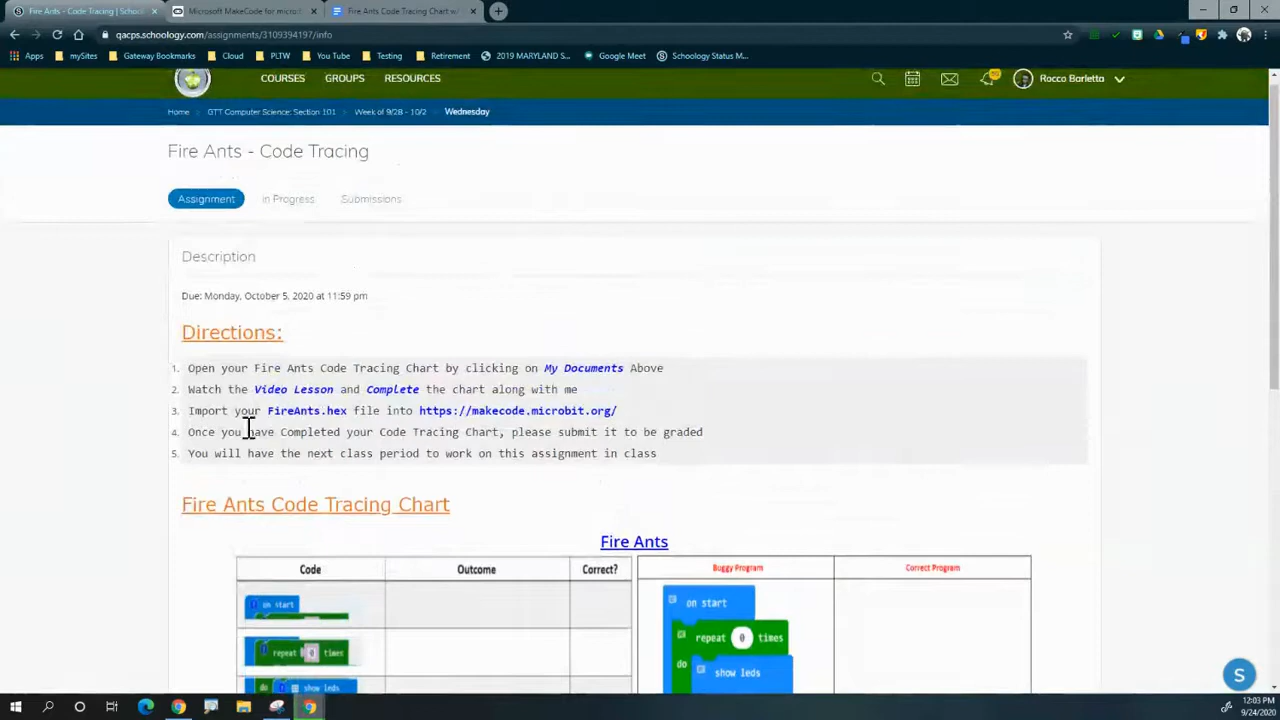 Fire Ants - Code Tracing | Schoo
Microsoft MakeCode for micro:b
Fire Ants Code Tracing Chart w/
qacps.schoology.com/assignments/3109394197/info
Apps mySites Gateway Bookmarks Cloud PLTW You Tube Testing Retirement 2019 MARYLAND S... Google Meet Schoology Status M...
COURSES GROUPS RESOURCES Rocco Barletta
Home GTT Computer Science: Section 101 Week of 9/28 - 10/2 Wednesday
Fire Ants - Code Tracing
Assignment In Progress Submissions
Description
Due: Monday, October 5, 2020 at 11:59 pm
Directions:
1. Open your Fire Ants Code Tracing Chart by clicking on My Documents Above
2. Watch the Video Lesson and Complete the chart along with me
3. Import your FireAnts.hex file into https://makecode.microbit.org/
4. Once you have Completed your Code Tracing Chart, please submit it to be graded
5. You will have the next class period to work on this assignment in class
Fire Ants Code Tracing Chart
Fire Ants
Code Outcome Correct? Buggy Program Correct Program
on start
repeat 0 times
do show leds
on start
repeat 0 times
do
show leds
S
12:03 PM
9/24/2020